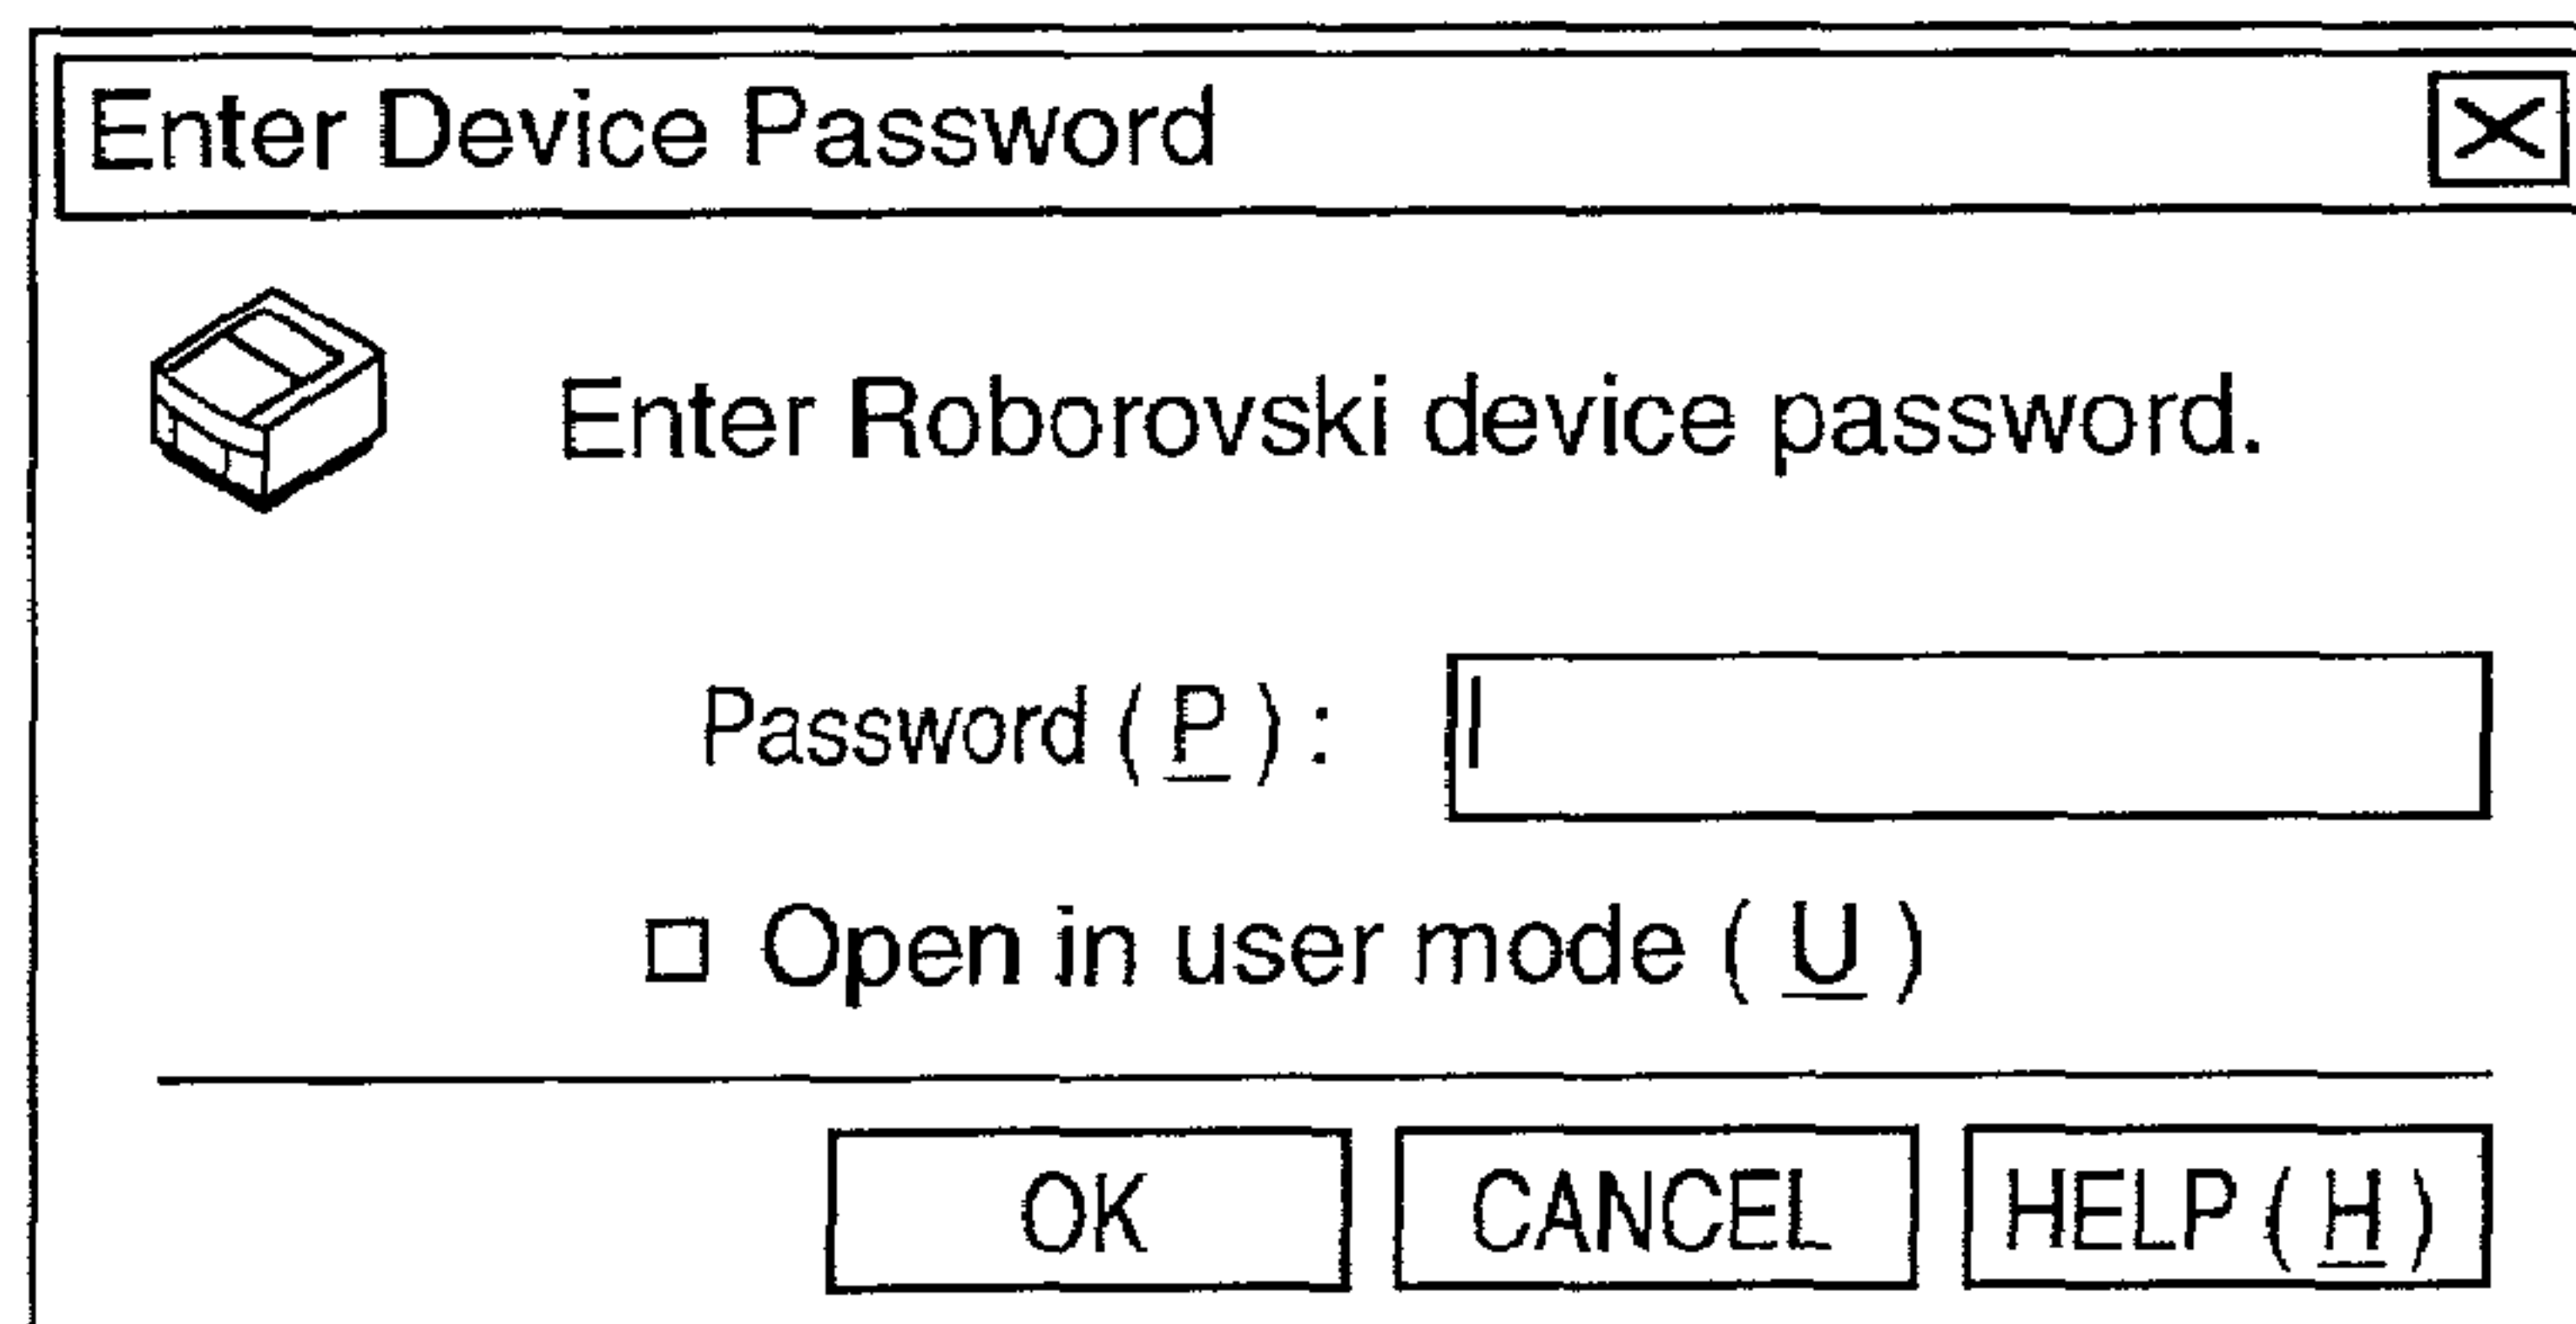 Enter Device Password
Enter Roborovski device password.
Password ( P ) :
Open in user mode ( U )
OK CANCEL HELP ( H )